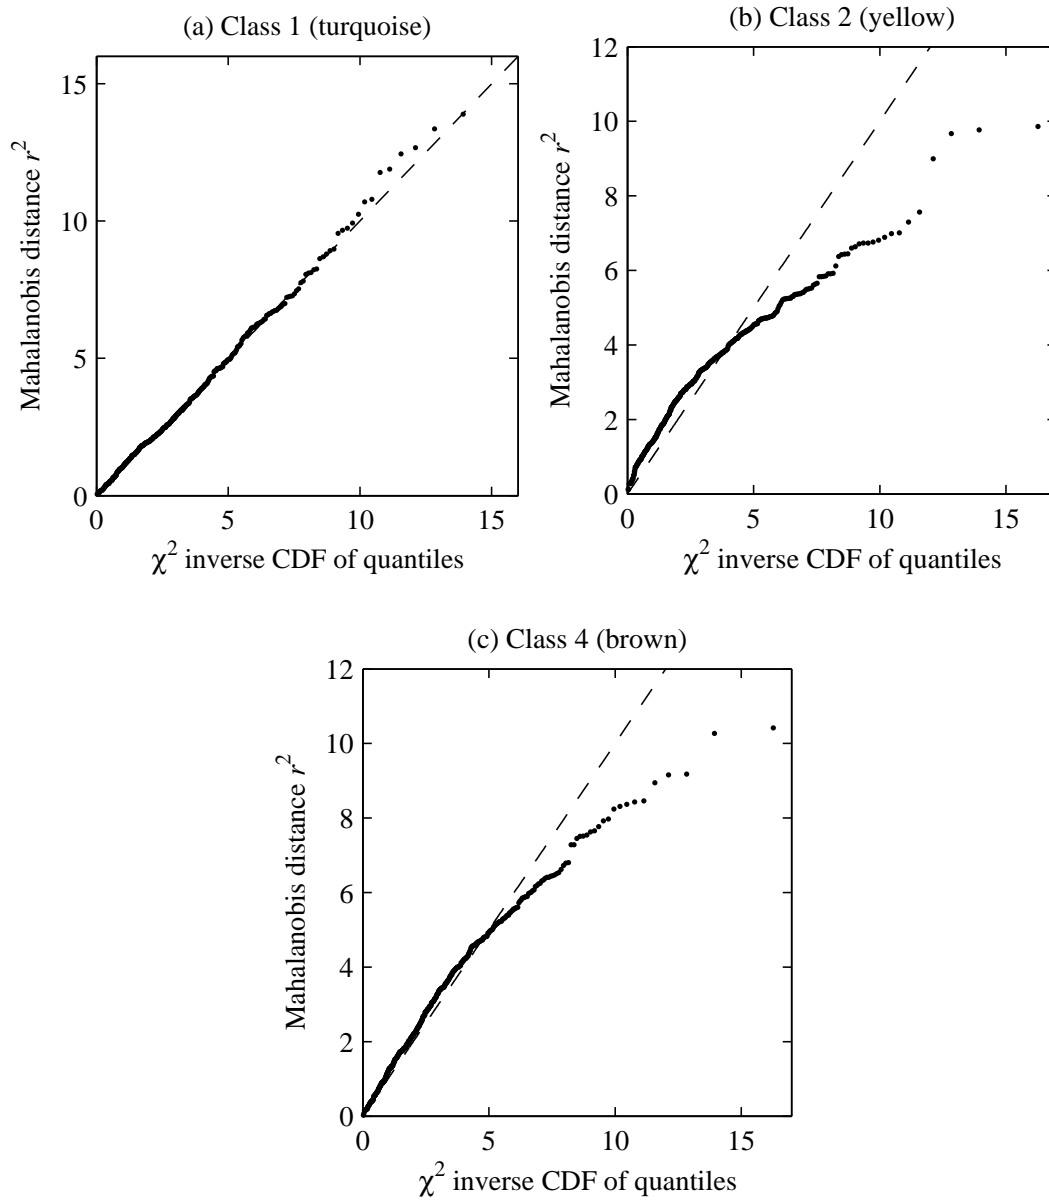 (a) Class 1 (turquoise)
15
10
5
0
0 5 10 15
Mahalanobis distance r²
χ² inverse CDF of quantiles
(b) Class 2 (yellow)
12
10
8
6
4
2
0
0 5 10 15
Mahalanobis distance r²
χ² inverse CDF of quantiles
(c) Class 4 (brown)
12
10
8
6
4
2
0
0 5 10 15
Mahalanobis distance r²
χ² inverse CDF of quantiles